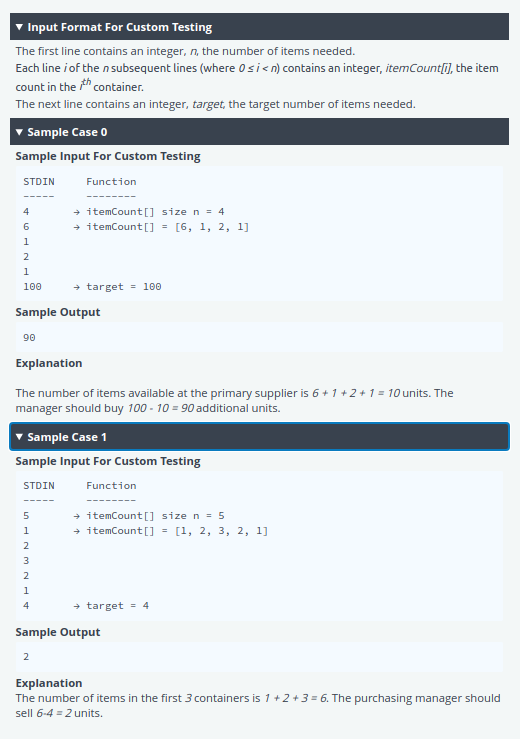 ▼ Input Format For Custom Testing
The first line contains an integer, n, the number of items needed.
Each line i of the n subsequent lines (where 0 ≤ i < n) contains an integer, itemCount[i], the item
count in the ith container.
The next line contains an integer, target, the target number of items needed.
▼ Sample Case 0
Sample Input For Custom Testing
STDIN Function
----- --------
4 → itemCount[] size n = 4
6 → itemCount[] = [6, 1, 2, 1]
1
2
1
100 → target = 100
Sample Output
90
Explanation
The number of items available at the primary supplier is 6 + 1 + 2 + 1 = 10 units. The
manager should buy 100 - 10 = 90 additional units.
▼ Sample Case 1
Sample Input For Custom Testing
STDIN Function
----- --------
5 → itemCount[] size n = 5
1 → itemCount[] = [1, 2, 3, 2, 1]
2
3
2
1
4 → target = 4
Sample Output
2
Explanation
The number of items in the first 3 containers is 1 + 2 + 3 = 6. The purchasing manager should
sell 6-4 = 2 units.